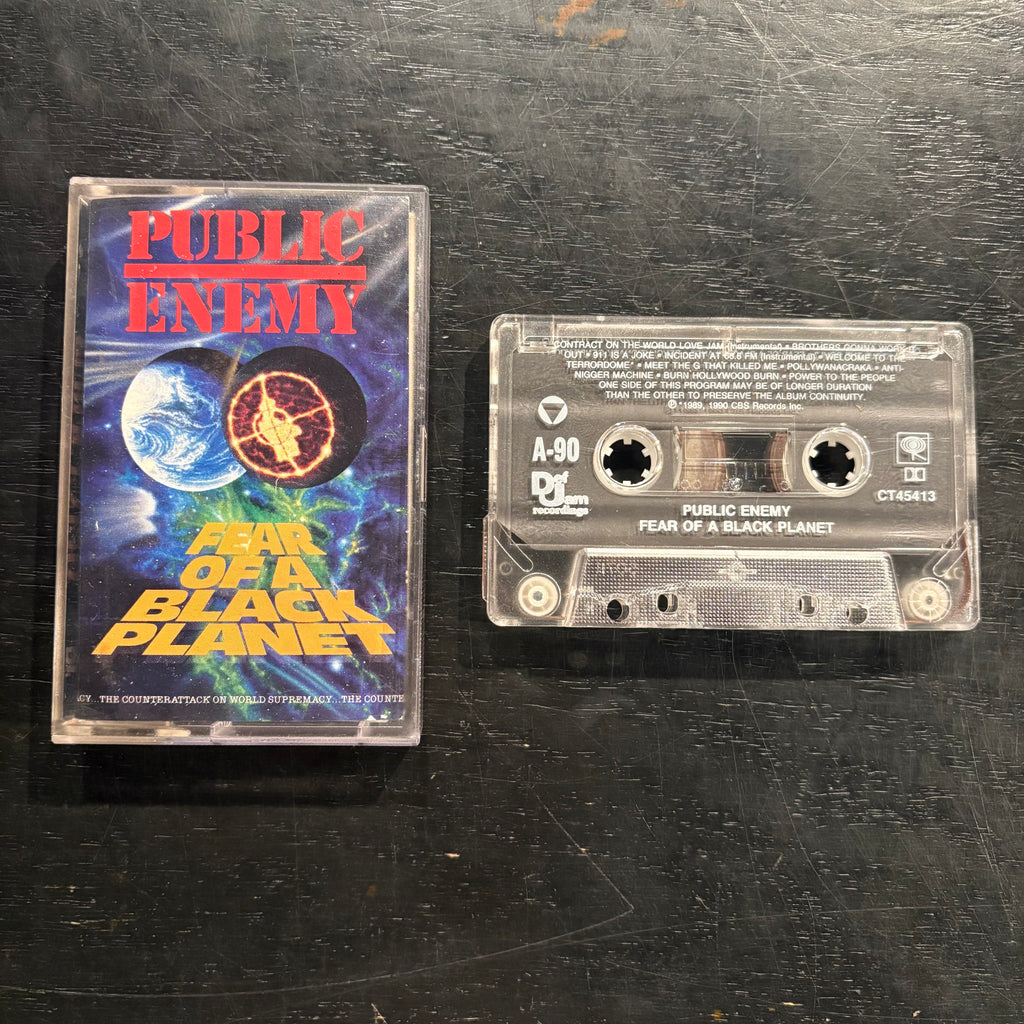 PUBLIC
ENEMY
FEAR
OF A
BLACK
PLANET
CY...THE COUNTERATTACK ON WORLD SUPREMACY...THE COUNTE
CONTRACT ON THE WORLD LOVE JAM (Instrumental) • BROTHERS GONNA WOR
OUT • 911 IS A JOKE • INCIDENT AT 66.6 FM (Instrumental) • WELCOME TO TH
TERRORDOME* • MEET THE G THAT KILLED ME • POLLYWANACRAKA • ANTI-
NIGGER MACHINE • BURN HOLLYWOOD BURN • POWER TO THE PEOPLE
ONE SIDE OF THIS PROGRAM MAY BE OF LONGER DURATION
THAN THE OTHER TO PRESERVE THE ALBUM CONTINUITY.
℗ *1989, 1990 CBS Records Inc.
A-90
Def
Jam
recordings
CT45413
PUBLIC ENEMY
FEAR OF A BLACK PLANET